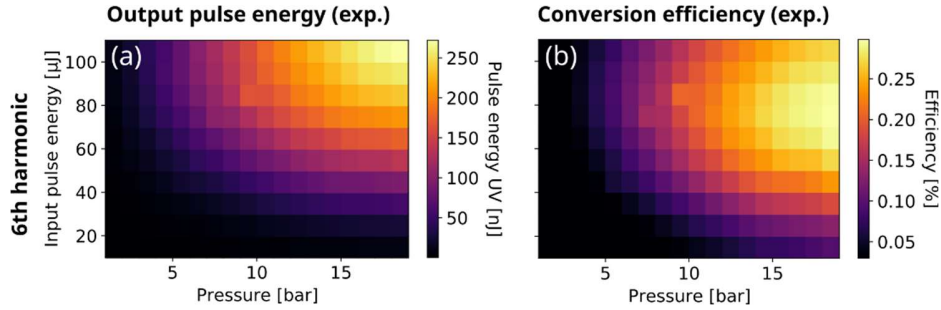 Output pulse energy (exp.)
Conversion efficiency (exp.)
6th harmonic
Input pulse energy [µJ]
(a)
100
80
60
40
20
5
10
15
Pressure [bar]
250
200
150
100
50
Pulse energy UV [nJ]
(b)
5
10
15
Pressure [bar]
0.25
0.20
0.15
0.10
0.05
Efficiency [%]